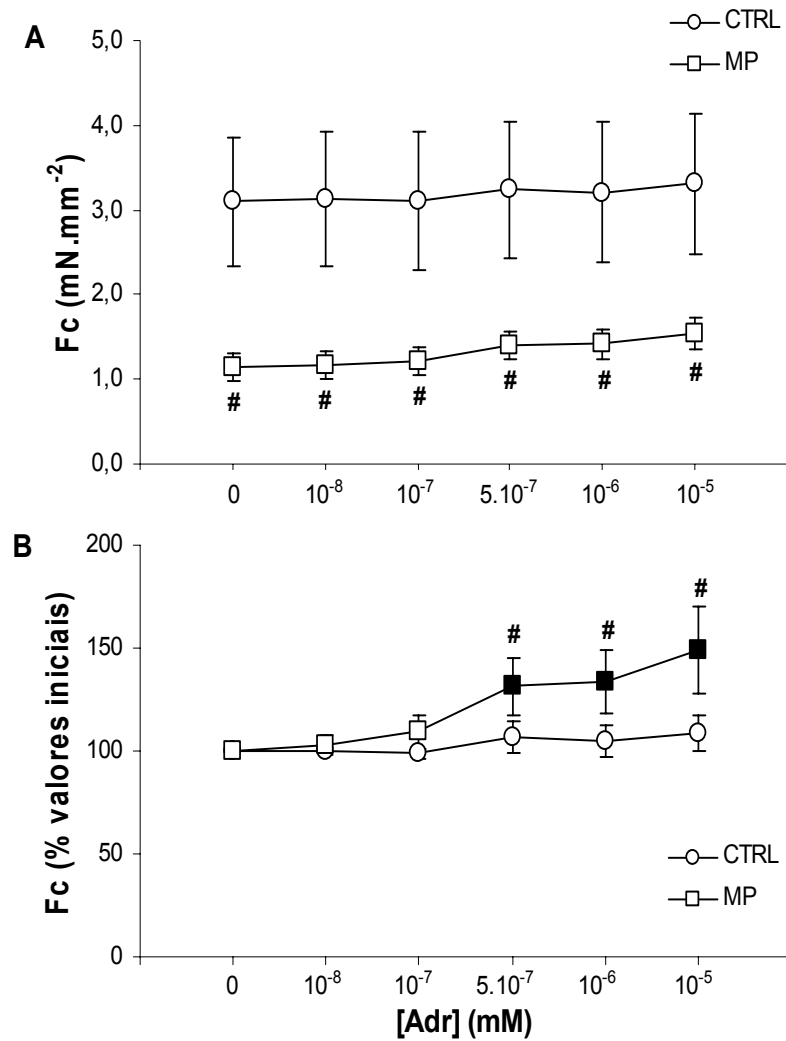 A
CTRL
MP
Fc (mN.mm⁻²)
5,0
4,0
3,0
2,0
1,0
0,0
# # # # # #
0 10⁻⁸ 10⁻⁷ 5.10⁻⁷ 10⁻⁶ 10⁻⁵
B
Fc (% valores iniciais)
200
150
100
50
0
# # #
CTRL
MP
0 10⁻⁸ 10⁻⁷ 5.10⁻⁷ 10⁻⁶ 10⁻⁵
[Adr] (mM)